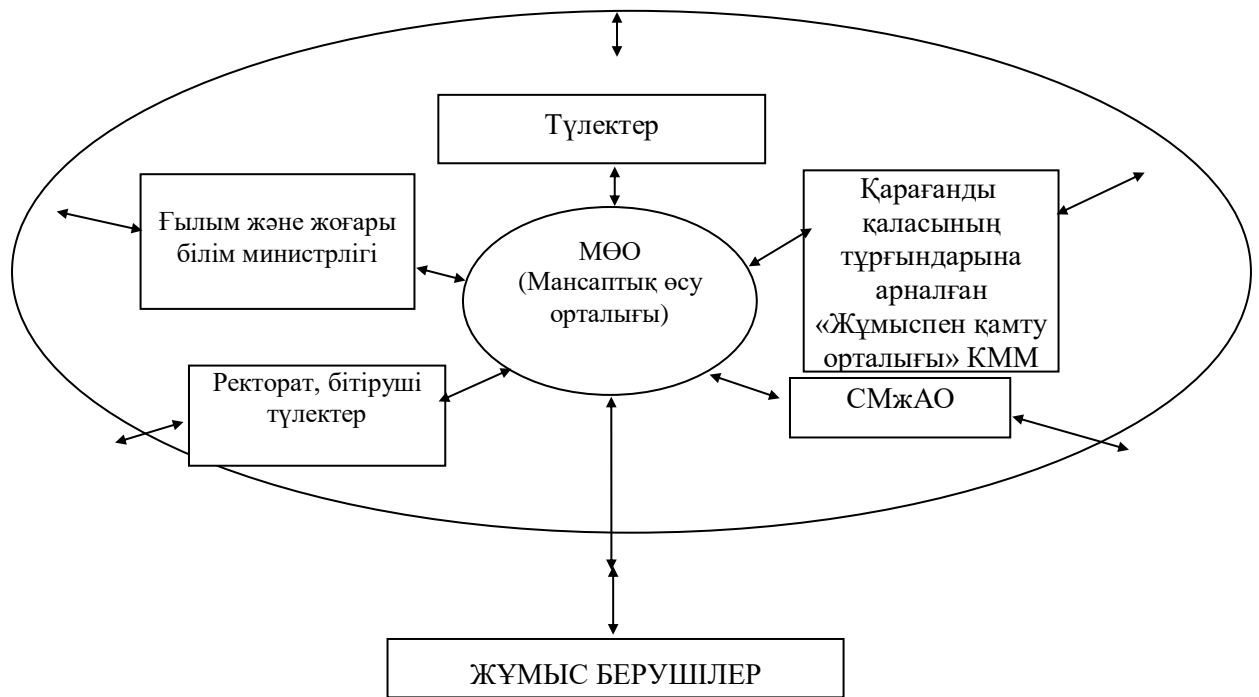 Түлектер
Ғылым және жоғары
білім министрлігі
МӨО
(Мансаптық өсу
орталығы)
Қарағанды
қаласының
тұрғындарына
арналған
«Жұмыспен қамту
орталығы» КММ
Ректорат, бітіруші
түлектер
СМжАО
ЖҰМЫС БЕРУШІЛЕР